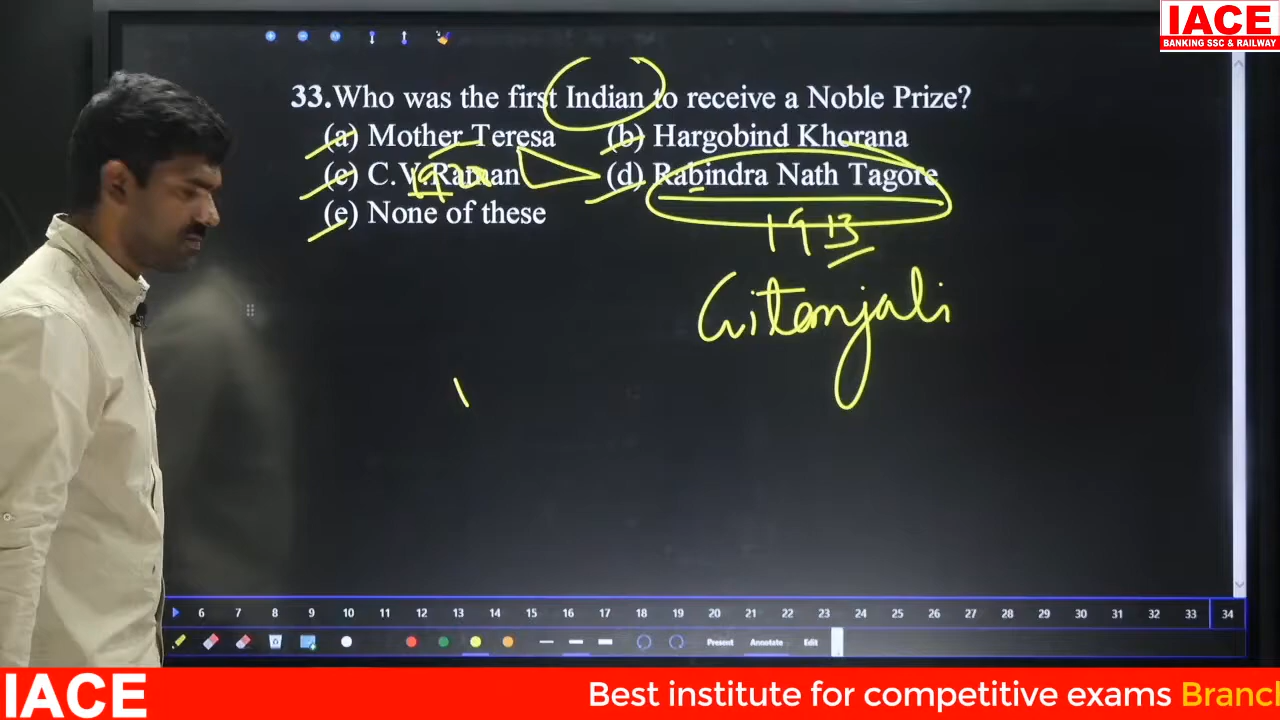 IACE
BANKING SSC & RAILWAY
33.Who was the first Indian to receive a Noble Prize?
(a) Mother Teresa (b) Hargobind Khorana
(c) C.V.Raman (d) Rabindra Nath Tagore
(e) None of these
1913
Gitanjali
6 7 8 9 10 11 12 13 14 15 16 17 18 19 20 21 22 23 24 25 26 27 28 29 30 31 32 33 34
Present Annotate Edit
IACE
Best institute for competitive exams Branch